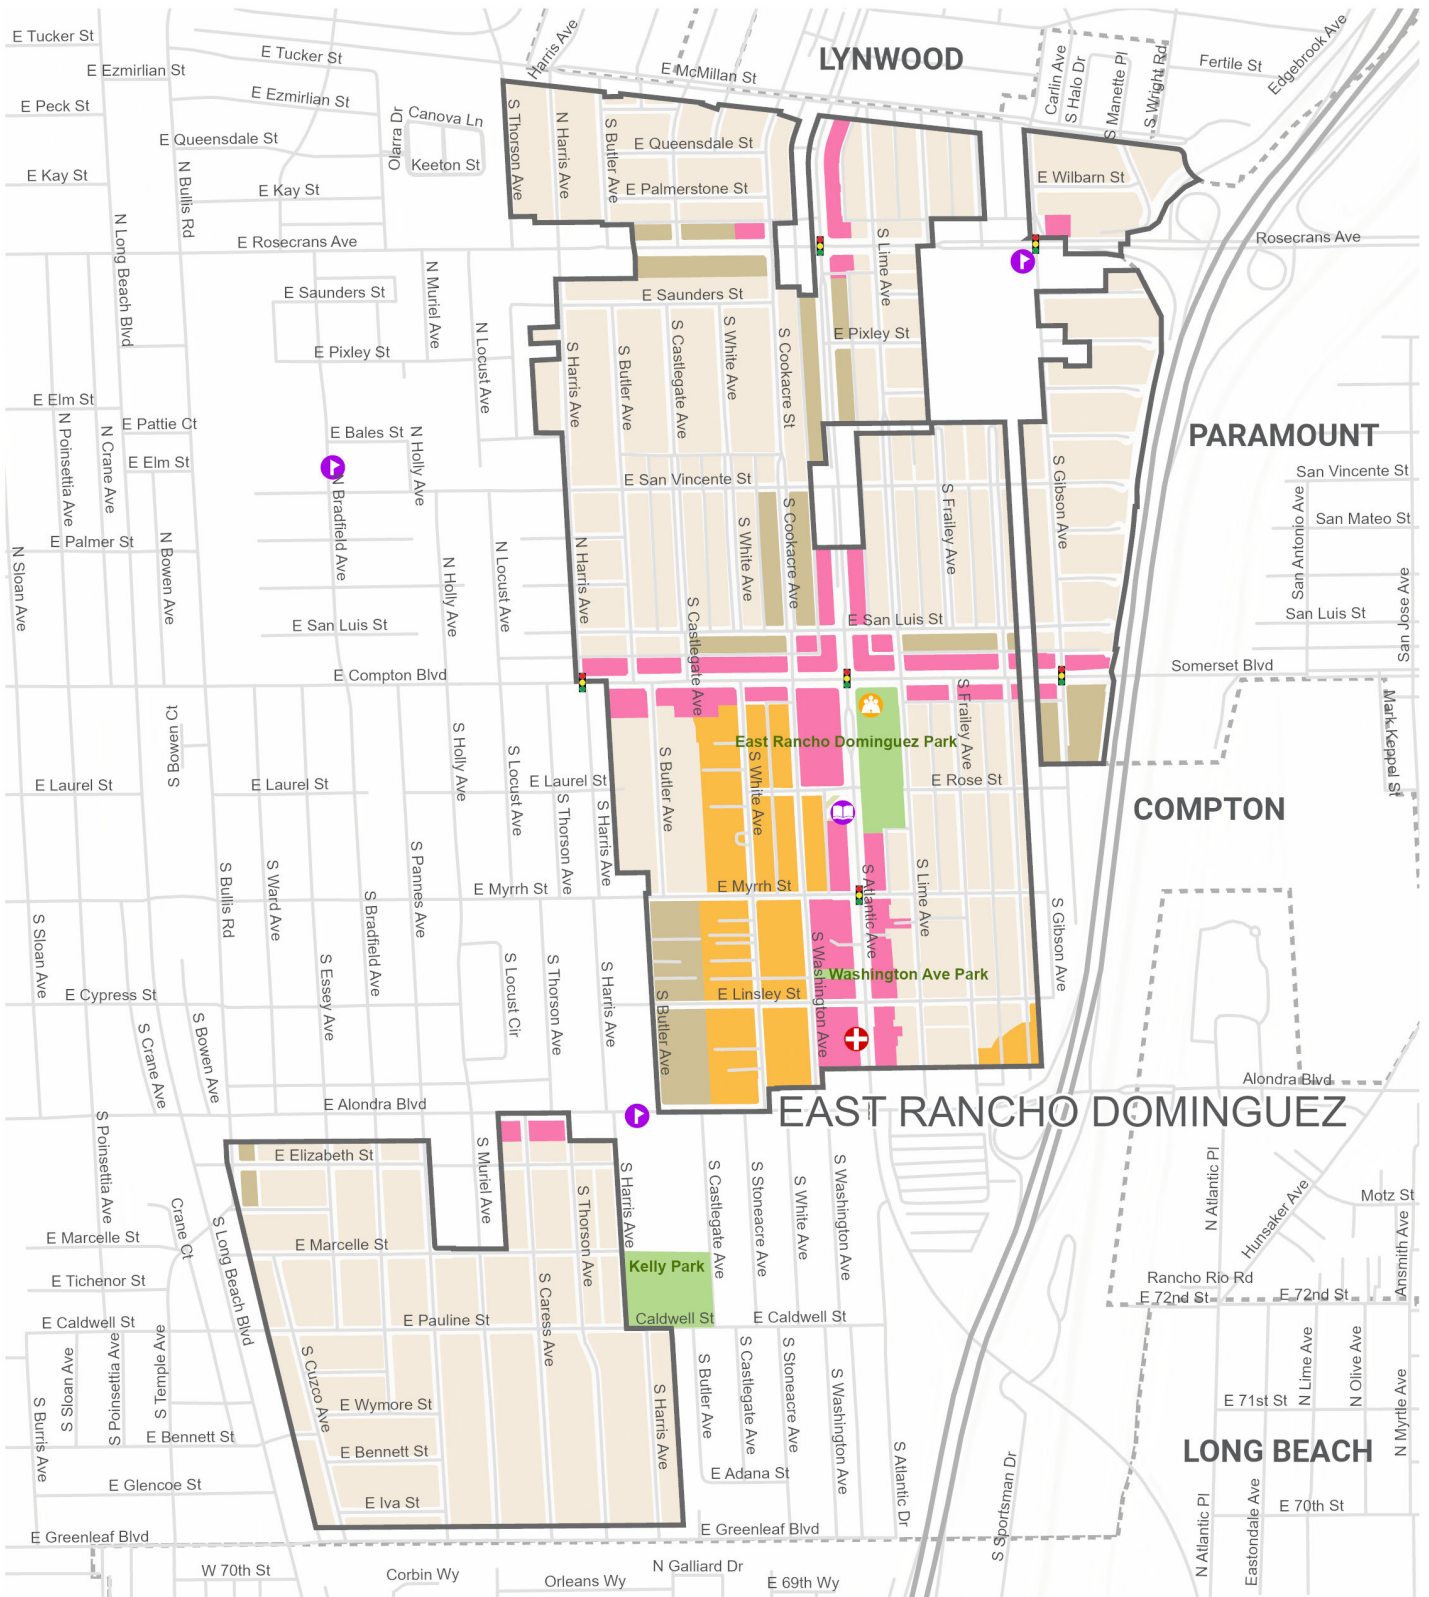 E Tucker St
E Tucker St
Harris Ave
E McMillan St
LYNWOOD
Carlin Ave
S Halo Dr
S Manette Pl
S Wright Rd
Fertile St
Edgebrook Ave
E Ezmirlian St
E Ezmirlian St
E Peck St
Olarra Dr
Canova Ln
S Thorson Ave
N Harris Ave
S Butler Ave
E Queensdale St
E Queensdale St
Keeton St
E Kay St
N Bullis Rd
E Kay St
E Palmerstone St
E Wilbarn St
N Long Beach Blvd
E Rosecrans Ave
S Lime Ave
Rosecrans Ave
N Muriel Ave
E Saunders St
E Saunders St
N Locust Ave
E Pixley St
S Harris Ave
S Butler Ave
S Castlegate Ave
S White Ave
S Cookacre St
E Pixley St
E Elm St
N Poinsettia Ave
N Crane Ave
E Pattie Ct
E Elm St
E Bales St
N Holly Ave
PARAMOUNT
N Bradfield Ave
E San Vincente St
S Gibson Ave
San Vincente St
S Frailey Ave
San Antonio Ave
San Mateo St
E Palmer St
N Sloan Ave
N Bowen Ave
N Holly Ave
N Locust Ave
N Harris Ave
S White Ave
S Cookacre Ave
San Jose Ave
E San Luis St
S Castlegate Ave
E San Luis St
San Luis St
E Compton Blvd
Somerset Blvd
S Bowen Ct
S Frailey Ave
Mark Keppel St
S Holly Ave
S Locust Ave
S Butler Ave
East Rancho Dominguez Park
S White Ave
E Laurel St
E Laurel St
E Laurel St
E Rose St
S Thorson Ave
S Harris Ave
COMPTON
S Bullis Rd
S Ward Ave
S Pannes Ave
S Bradfield Ave
E Myrrh St
E Myrrh St
S Atlantic Ave
S Lime Ave
S Gibson Ave
S Sloan Ave
S Essey Ave
S Locust Cir
S Thorson Ave
S Harris Ave
S Washington Ave
Washington Ave Park
E Cypress St
S Butler Ave
E Linsley St
S Crane Ave
S Bowen Ave
Alondra Blvd
E Alondra Blvd
EAST RANCHO DOMINGUEZ
S Poinsettia Ave
E Elizabeth St
S Muriel Ave
S Harris Ave
S Thorson Ave
S Castlegate Ave
S Stoneacre Ave
S White Ave
S Washington Ave
N Atlantic Pl
Hunsaker Ave
Motz St
Ansmith Ave
Crane Ct
S Long Beach Blvd
E Marcelle St
E Marcelle St
Kelly Park
E Tichenor St
S Caress Ave
Rancho Rio Rd
E 72nd St
E 72nd St
E Caldwell St
E Pauline St
Caldwell St
E Caldwell St
S Sloan Ave
S Poinsettia Ave
S Temple Ave
S Cuzco Ave
S Butler Ave
S Castlegate Ave
S Stoneacre Ave
S Washington Ave
N Lime Ave
N Olive Ave
N Myrtle Ave
S Burris Ave
E Wymore St
S Harris Ave
E 71st St
E Bennett St
E Bennett St
LONG BEACH
E Glencoe St
E Adana St
S Atlantic Dr
S Sportsman Dr
N Atlantic Pl
Eastondale Ave
E Iva St
E 70th St
E Greenleaf Blvd
E Greenleaf Blvd
W 70th St
Corbin Wy
Orleans Wy
N Galliard Dr
E 69th Wy